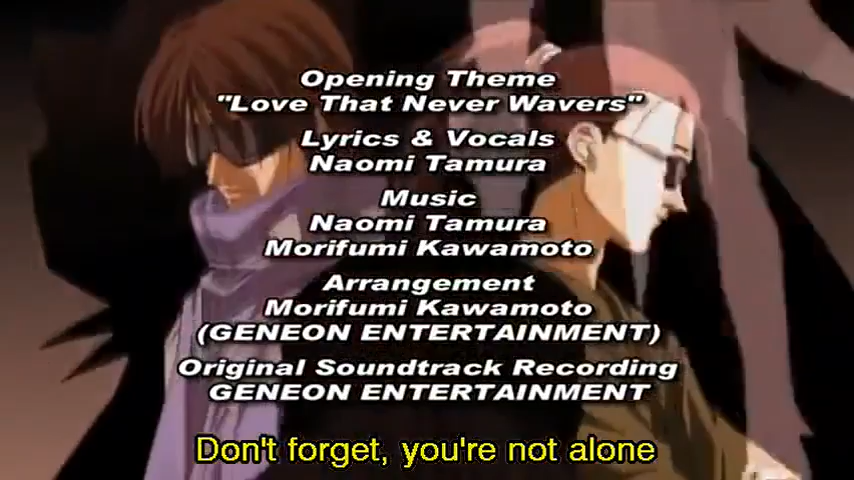 Opening Theme
"Love That Never Wavers"
Lyrics & Vocals
Naomi Tamura
Music
Naomi Tamura
Morifumi Kawamoto
Arrangement
Morifumi Kawamoto
(GENEON ENTERTAINMENT)
Original Soundtrack Recording
GENEON ENTERTAINMENT
Don't forget, you're not alone